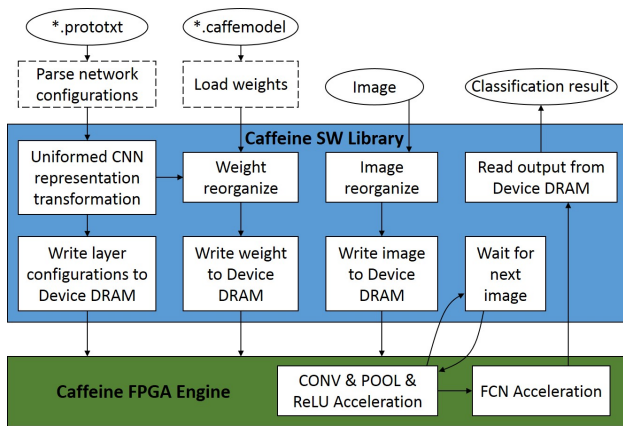 *.prototxt
*.caffemodel
Parse network
configurations
Load weights
Image
Classification result
Caffeine SW Library
Uniformed CNN
representation
transformation
Weight
reorganize
Image
reorganize
Read output from
Device DRAM
Write layer
configurations to
Device DRAM
Write weight
to Device
DRAM
Write image
to Device
DRAM
Wait for
next
image
Caffeine FPGA Engine
CONV & POOL &
ReLU Acceleration
FCN Acceleration